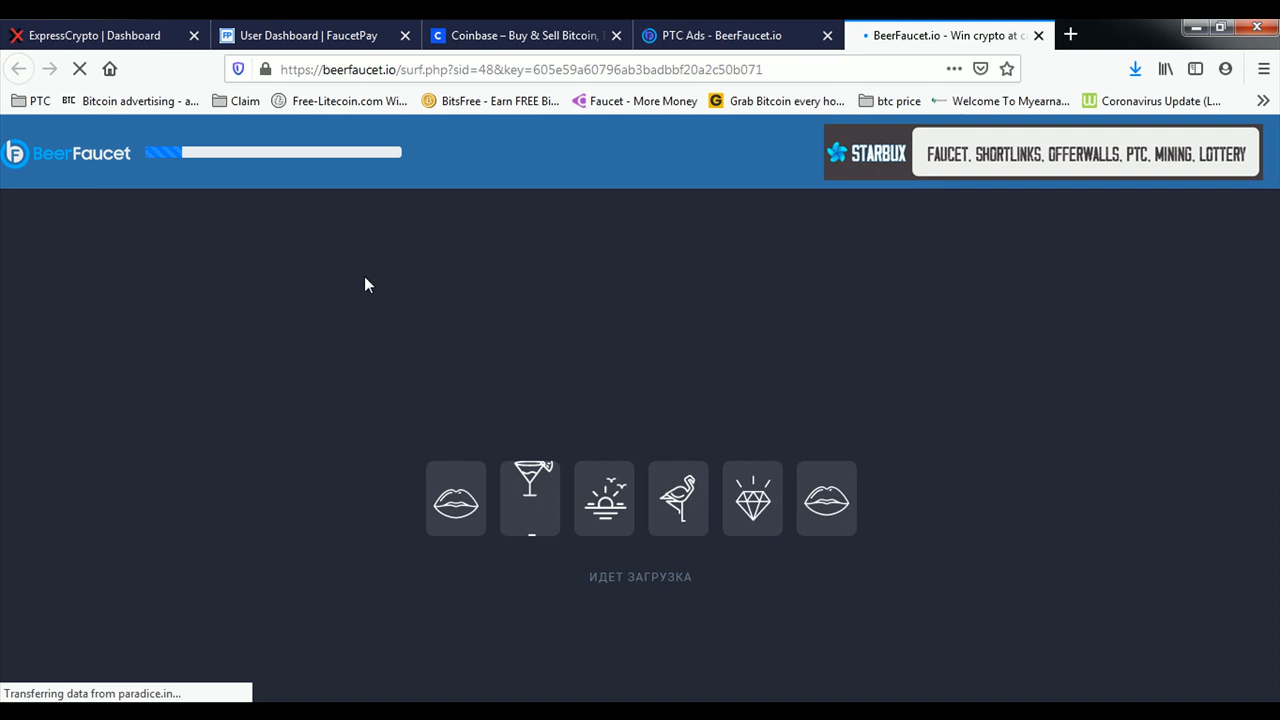 ExpressCrypto | Dashboard
User Dashboard | FaucetPay
Coinbase – Buy & Sell Bitcoin,
PTC Ads - BeerFaucet.io
BeerFaucet.io - Win crypto at c
https://beerfaucet.io/surf.php?sid=48&key=605e59a60796ab3badbbf20a2c50b071
PTC
BTC Bitcoin advertising - a...
Claim
Free-Litecoin.com Wi...
BitsFree - Earn FREE Bi...
Faucet - More Money
Grab Bitcoin every ho...
btc price
Welcome To Myearna...
Coronavirus Update (L...
BeerFaucet
STARBUX
FAUCET, SHORTLINKS, OFFERWALLS, PTC, MINING, LOTTERY
ИДЕТ ЗАГРУЗКА
Transferring data from paradice.in...